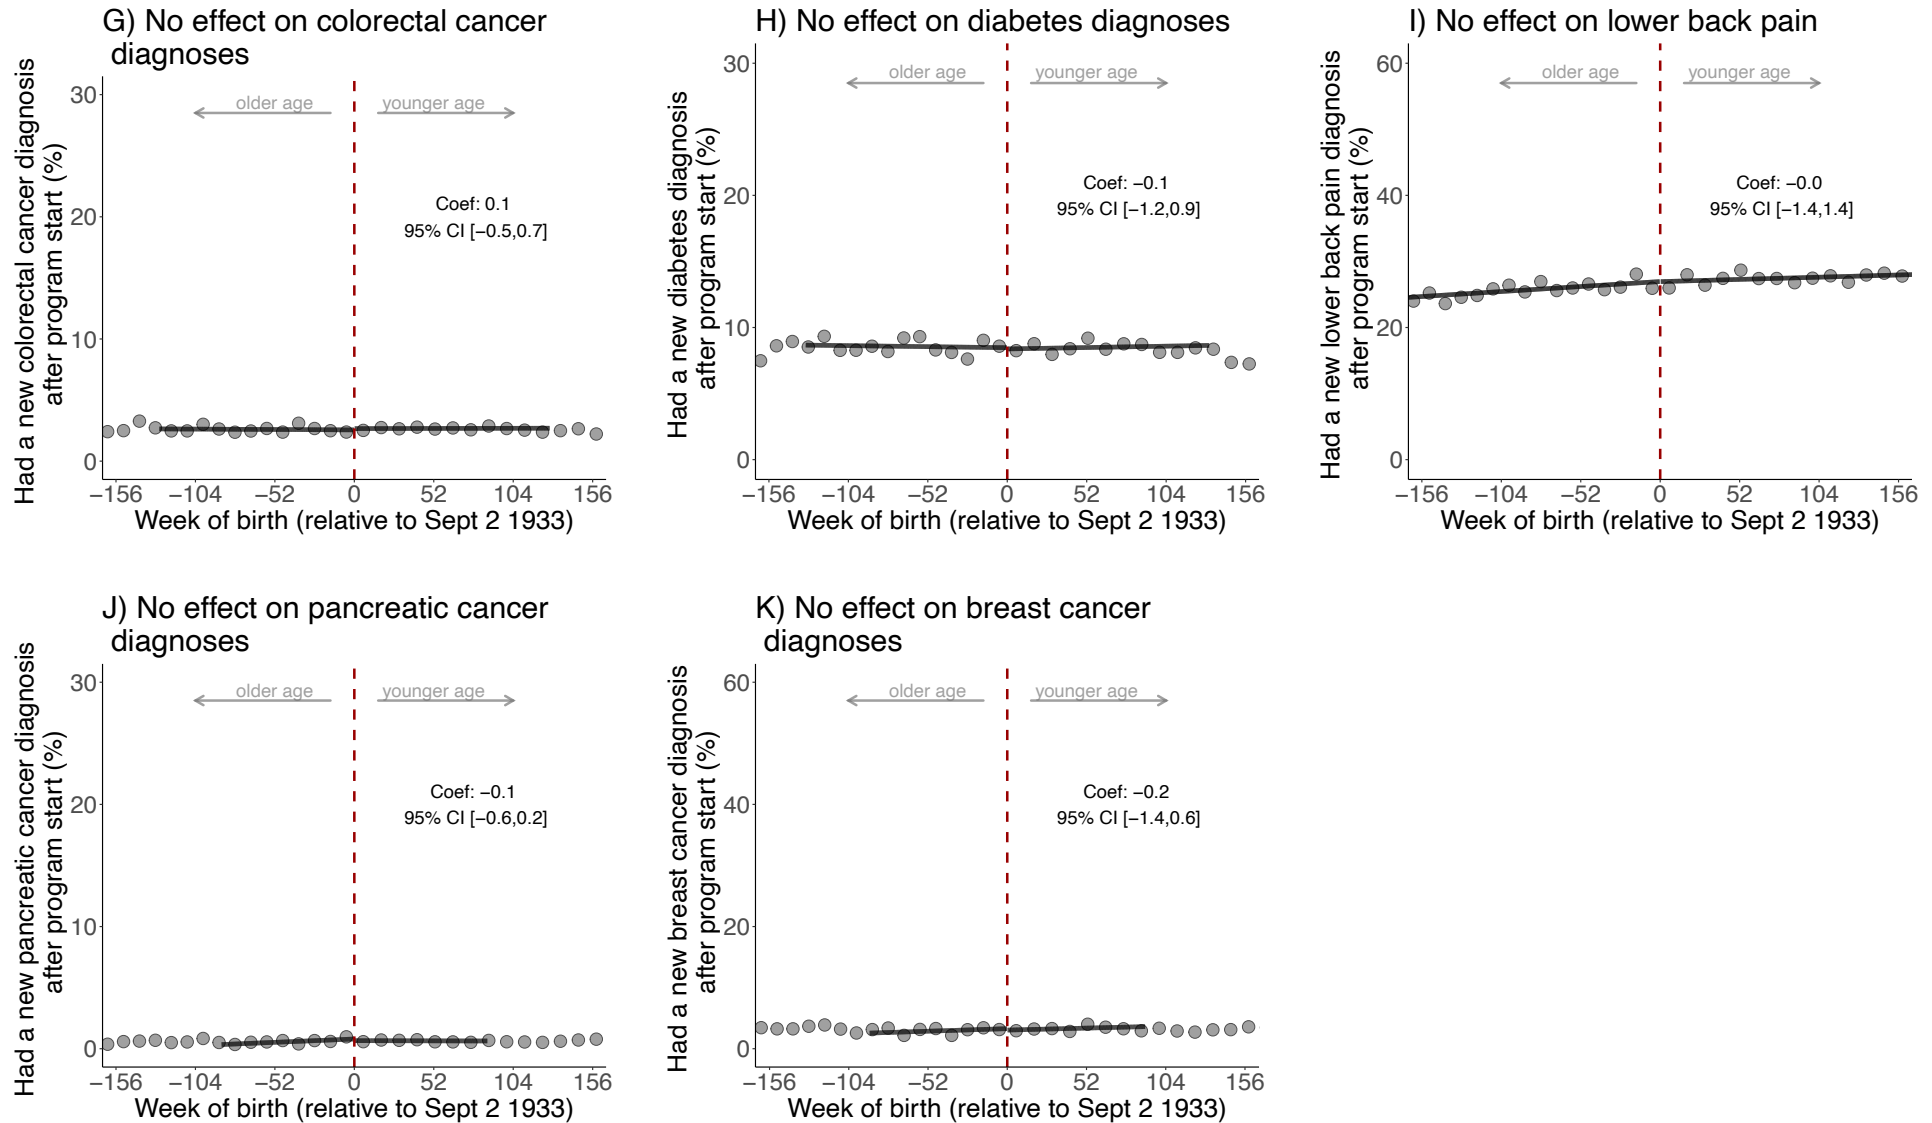 G) No effect on colorectal cancer
diagnoses
Had a new colorectal cancer diagnosis
after program start (%)
30
20
10
0
older age
younger age
Coef: 0.1
95% CI [−0.5,0.7]
−156 −104 −52 0 52 104 156
Week of birth (relative to Sept 2 1933)
H) No effect on diabetes diagnoses
Had a new diabetes diagnosis
after program start (%)
30
20
10
0
older age
younger age
Coef: −0.1
95% CI [−1.2,0.9]
−156 −104 −52 0 52 104 156
Week of birth (relative to Sept 2 1933)
I) No effect on lower back pain
Had a new lower back pain diagnosis
after program start (%)
60
40
20
0
older age
younger age
Coef: −0.0
95% CI [−1.4,1.4]
−156 −104 −52 0 52 104 156
Week of birth (relative to Sept 2 1933)
J) No effect on pancreatic cancer
diagnoses
Had a new pancreatic cancer diagnosis
after program start (%)
30
20
10
0
older age
younger age
Coef: −0.1
95% CI [−0.6,0.2]
−156 −104 −52 0 52 104 156
Week of birth (relative to Sept 2 1933)
K) No effect on breast cancer
diagnoses
Had a new breast cancer diagnosis
after program start (%)
60
40
20
0
older age
younger age
Coef: −0.2
95% CI [−1.4,0.6]
−156 −104 −52 0 52 104 156
Week of birth (relative to Sept 2 1933)